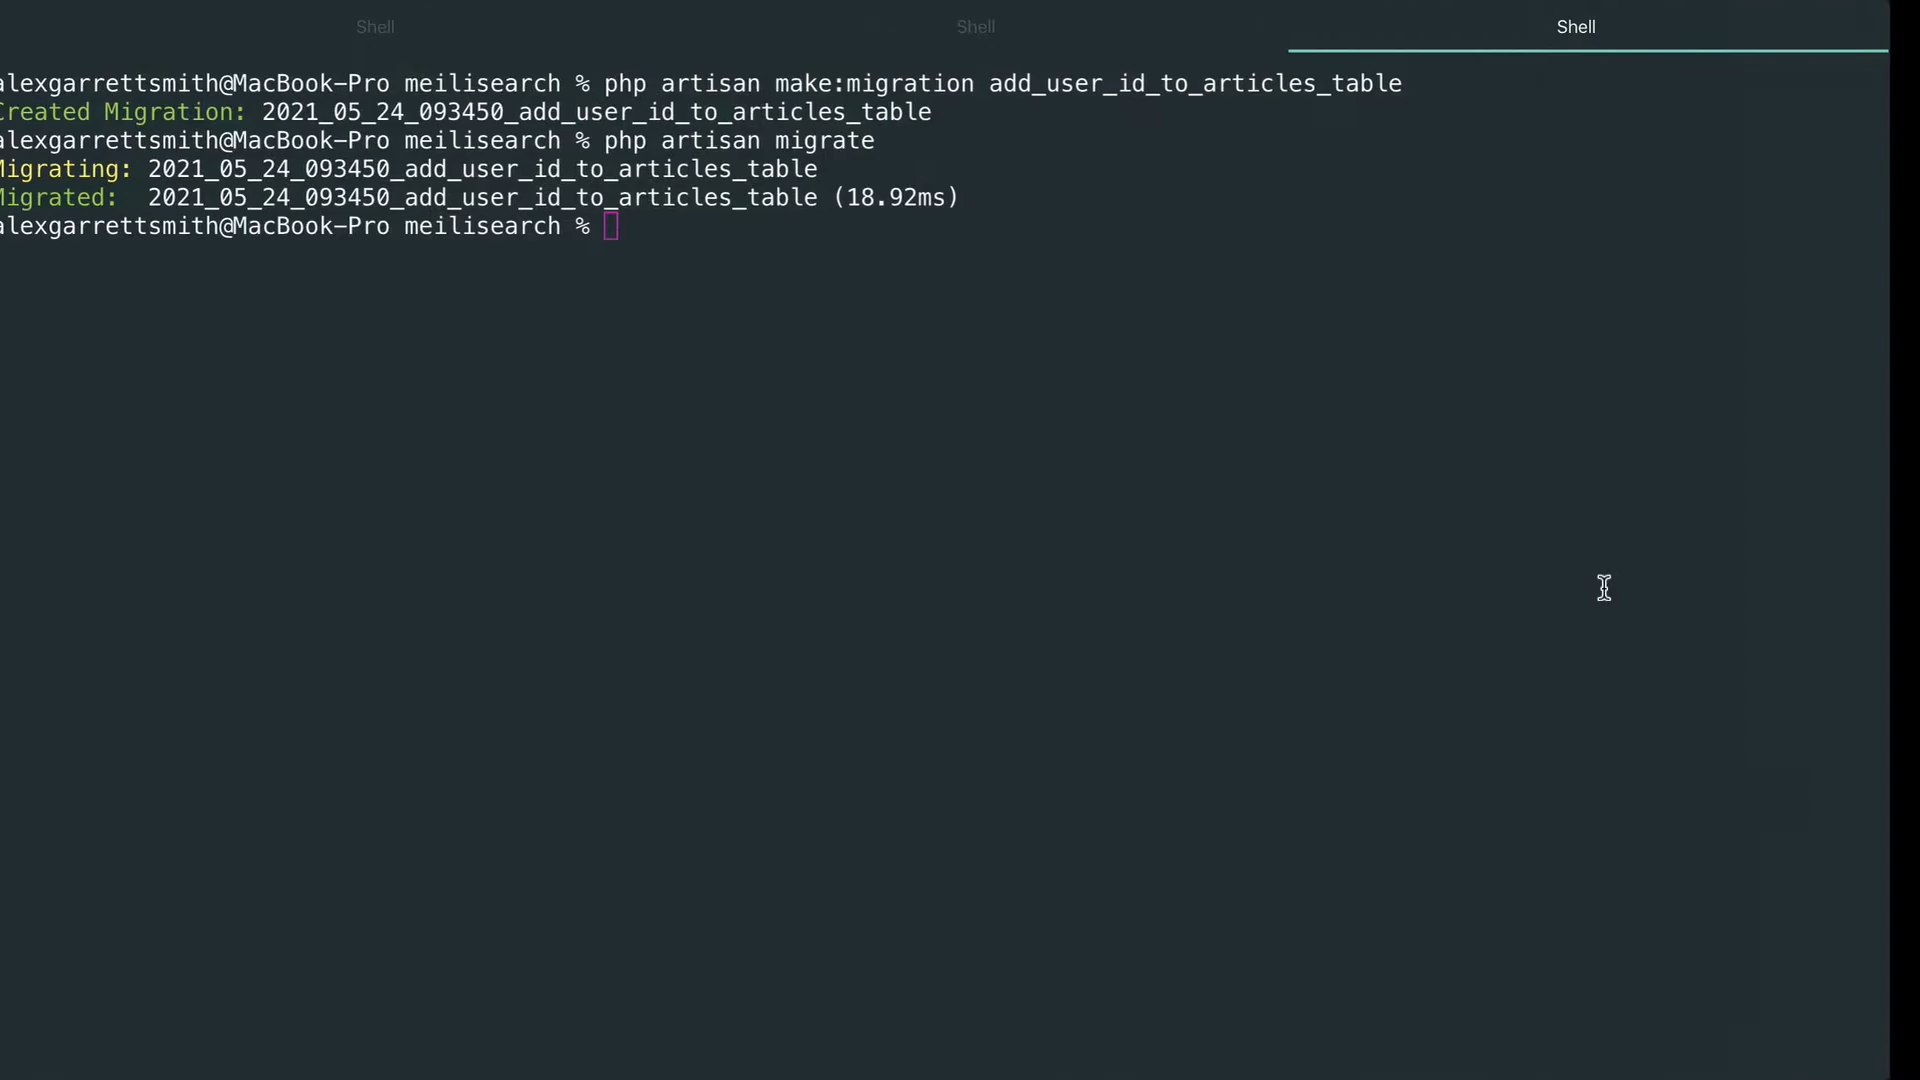 Shell Shell Shell
alexgarrettsmith@MacBook-Pro meilisearch % php artisan make:migration add_user_id_to_articles_table
Created Migration: 2021_05_24_093450_add_user_id_to_articles_table
alexgarrettsmith@MacBook-Pro meilisearch % php artisan migrate
Migrating: 2021_05_24_093450_add_user_id_to_articles_table
Migrated:  2021_05_24_093450_add_user_id_to_articles_table (18.92ms)
alexgarrettsmith@MacBook-Pro meilisearch %